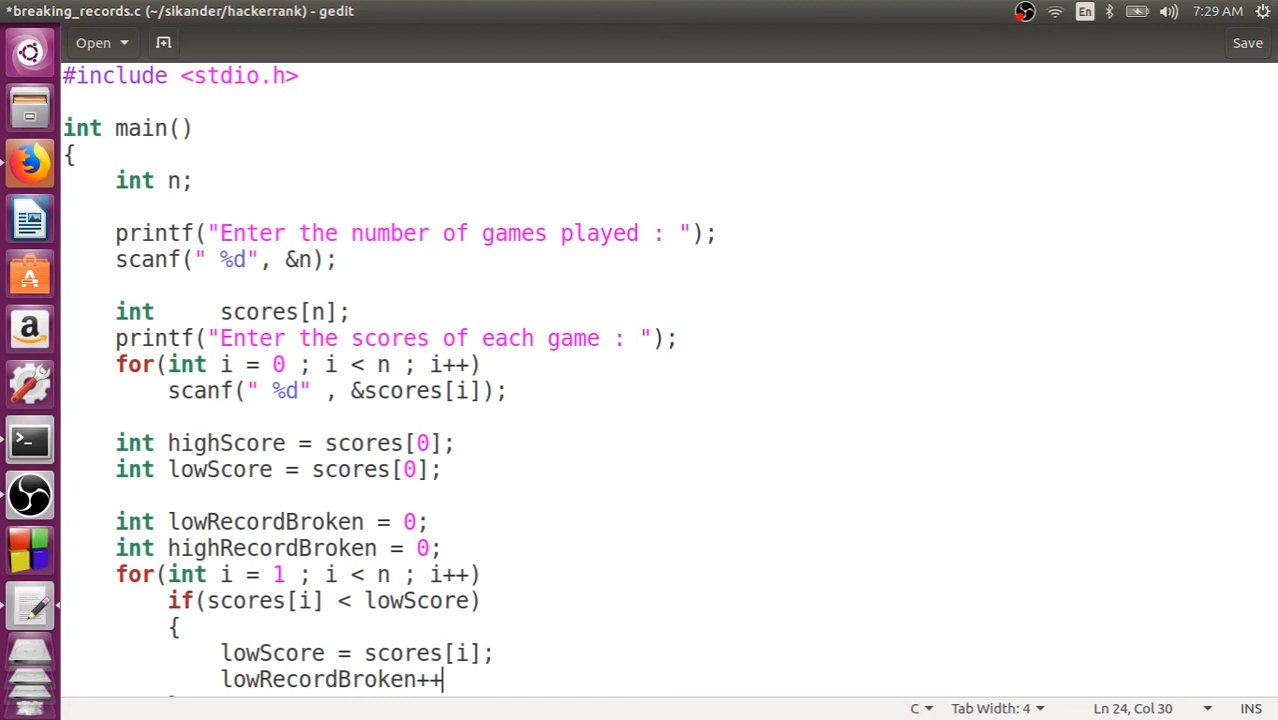 *breaking_records.c (~/sikander/hackerrank) - gedit
En
7:29 AM
Open
Save
#include <stdio.h>
int main()
{
int n;
printf("Enter the number of games played : ");
scanf(" %d", &n);
int scores[n];
printf("Enter the scores of each game : ");
for(int i = 0 ; i < n ; i++)
scanf(" %d" , &scores[i]);
int highScore = scores[0];
int lowScore = scores[0];
int lowRecordBroken = 0;
int highRecordBroken = 0;
for(int i = 1 ; i < n ; i++)
if(scores[i] < lowScore)
{
lowScore = scores[i];
lowRecordBroken++
C
Tab Width: 4
Ln 24, Col 30
INS